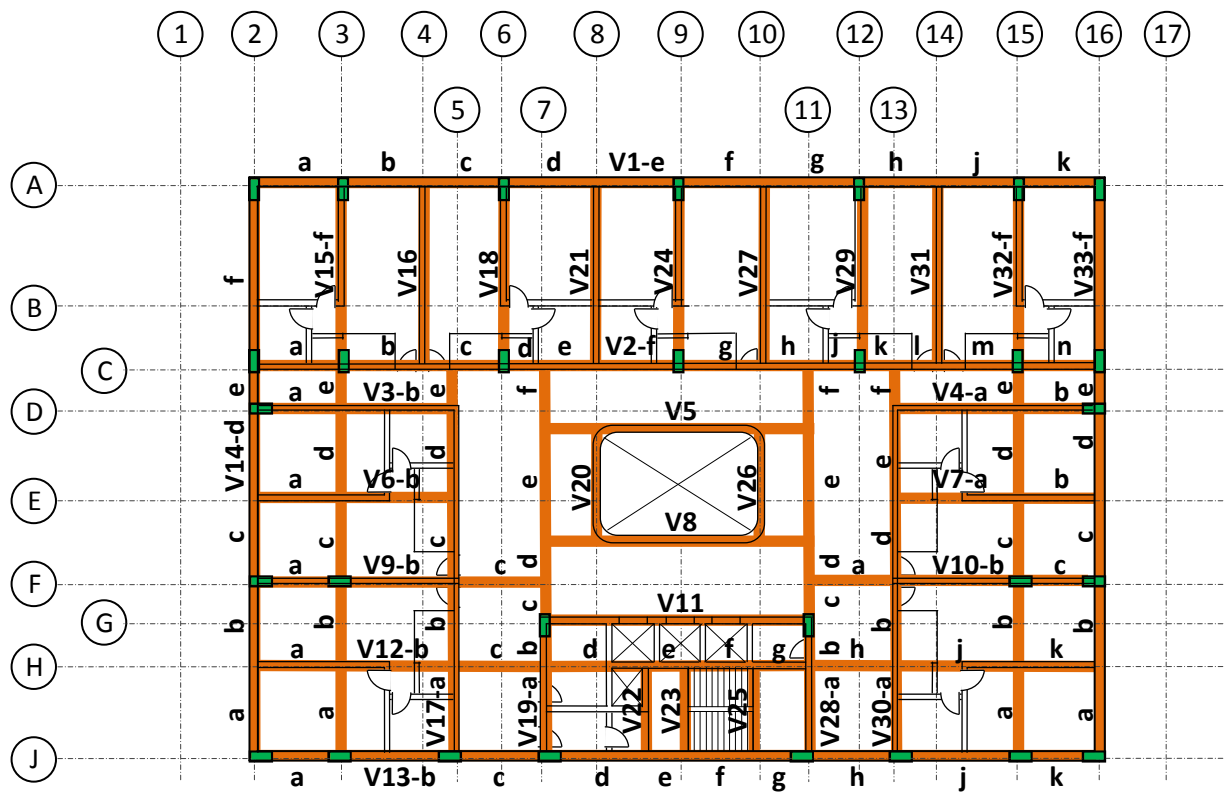 1 2 3 4 6 8 9 10 12 14 15 16 17
5 7 11 13
a b c d V1-e f g h j k
A
f V15-f V16 V18 V21 V24 V27 V29 V31 V32-f V33-f
B
a b c d e V2-f g h j k l m n
C
e e e f f f e e
a V3-b V5 V4-a b
D
V14-d d d e V20 V26 e e d d
a V6-b V7-a b
E
c c c d V8 d d c c
a V9-b c a V10-b c
F
c V11 c
G
b b b b b b b b
a V12-b c d e f g h j k
H
a a V17-a V19-a V22 V23 V25 V28-a V30-a a a
J
a V13-b c d e f g h j k